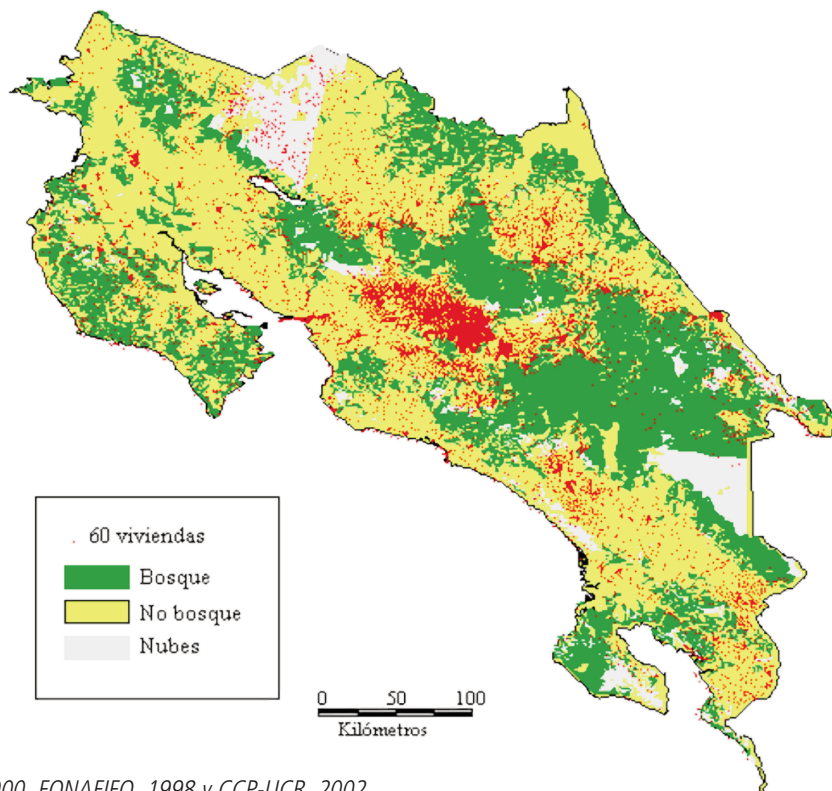 . 60 viviendas
Bosque
No bosque
Nubes
0 50 100
Kilómetros
FONAFIFO, 1998 y CCP-UCR, 2002